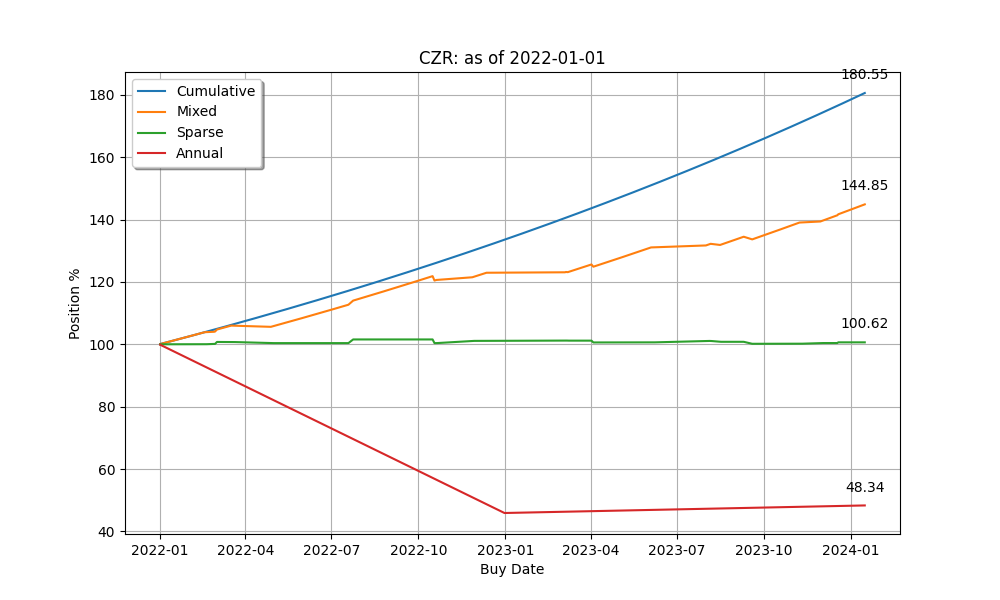 CZR: as of 2022-01-01
180.55
180
Cumulative
Mixed
Sparse
Annual
160
144.85
140
120
100.62
100
80
60
48.34
40
Position %
2022-01 2022-04 2022-07 2022-10 2023-01 2023-04 2023-07 2023-10 2024-01
Buy Date